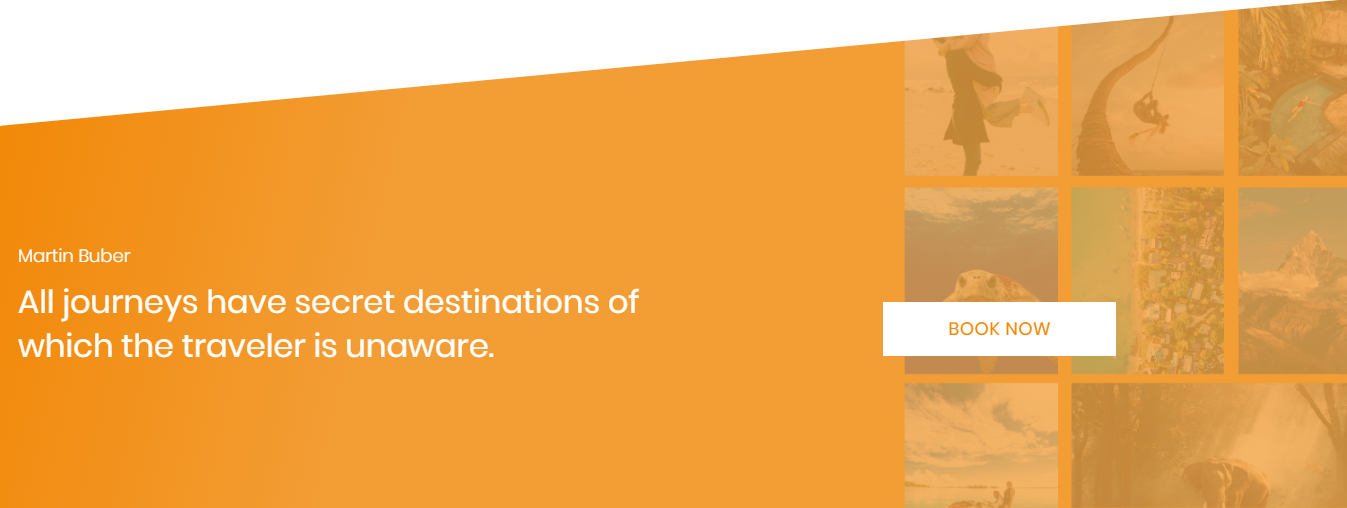 Martin Buber
All journeys have secret destinations of
which the traveler is unaware.
BOOK NOW